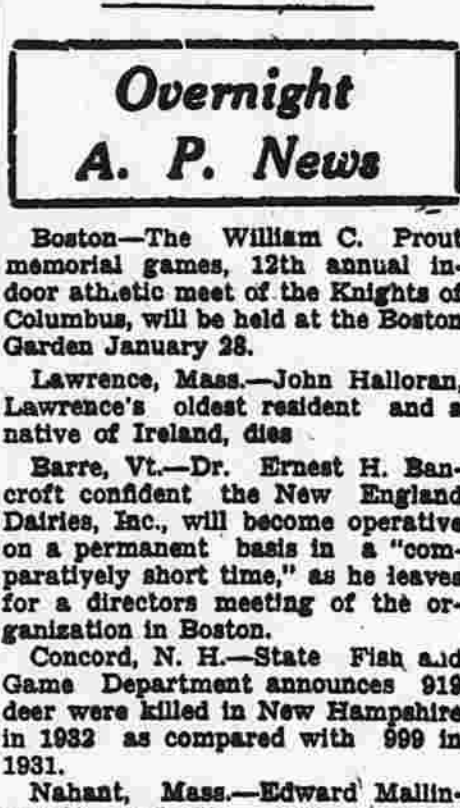 Overnight
A. P. News
Boston—The William C. Prout
memorial games, 12th annual in-
door athletic meet of the Knights of
Columbus, will be held at the Boston
Garden January 28.
Lawrence, Mass.—John Halloran,
Lawrence's oldest resident and a
native of Ireland, dies
Barre, Vt.—Dr. Ernest H. Ban-
croft confident the New England
Dairies, Inc., will become operative
on a permanent basis in a "com-
paratively short time," as he leaves
for a directors meeting of the or-
ganization in Boston.
Concord, N. H.—State Fish and
Game Department announces 919
deer were killed in New Hampshire
in 1932 as compared with 999 in
1931.
Nahant, Mass.—Edward Mallin-